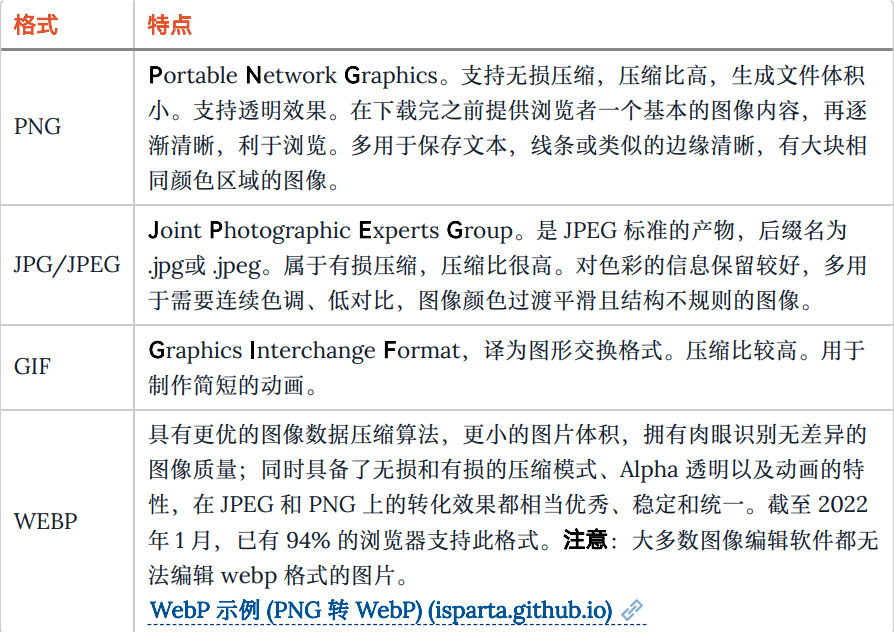 格式 特点
PNG
Portable Network Graphics。支持无损压缩，压缩比高，生成文件体积
小。支持透明效果。在下载完之前提供浏览者一个基本的图像内容，再逐
渐清晰，利于浏览。多用于保存文本，线条或类似的边缘清晰，有大块相
同颜色区域的图像。
JPG/JPEG
Joint Photographic Experts Group。是 JPEG 标准的产物，后缀名为
.jpg或 .jpeg。属于有损压缩，压缩比很高。对色彩的信息保留较好，多用
于需要连续色调、低对比，图像颜色过渡平滑且结构不规则的图像。
GIF
Graphics Interchange Format，译为图形交换格式。压缩比较高。用于
制作简短的动画。
WEBP
具有更优的图像数据压缩算法，更小的图片体积，拥有肉眼识别无差异的
图像质量；同时具备了无损和有损的压缩模式、Alpha 透明以及动画的特
性，在 JPEG 和 PNG 上的转化效果都相当优秀、稳定和统一。截至 2022
年 1 月，已有 94% 的浏览器支持此格式。注意：大多数图像编辑软件都无
法编辑 webp 格式的图片。
WebP 示例 (PNG 转 WebP) (isparta.github.io)